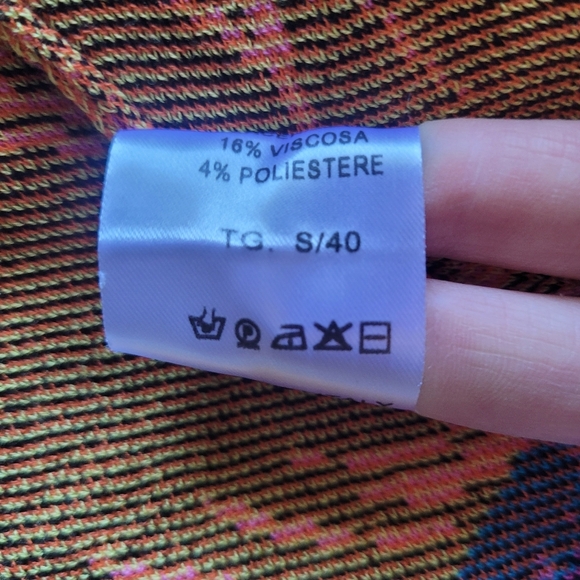 16% VISCOSA
4% POLIESTERE
TG. S/40
P